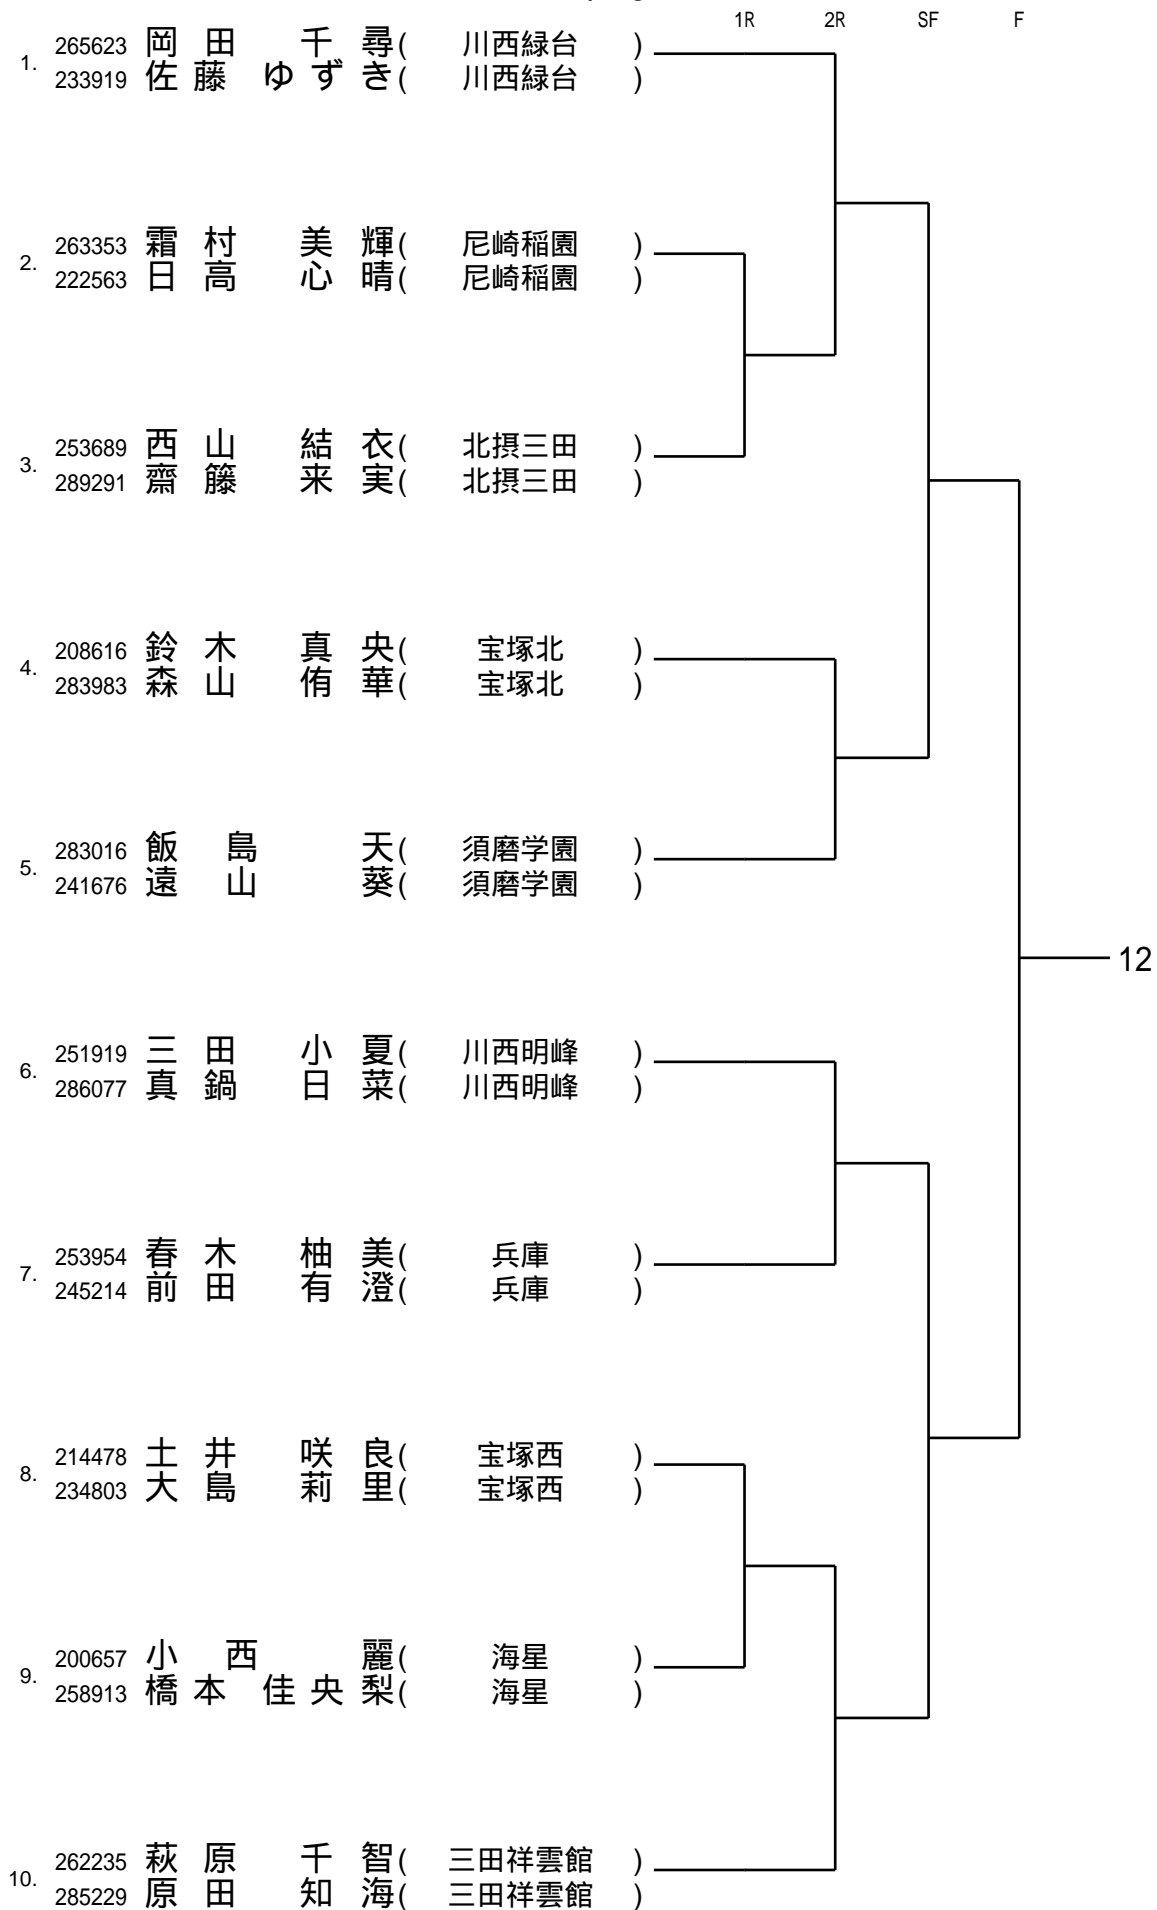 1R 2R SF F
1. 265623 岡田 千尋( 川西緑台 )
233919 佐藤 ゆずき( 川西緑台 )
2. 263353 霜村 美輝( 尼崎稲園 )
222563 日高 心晴( 尼崎稲園 )
3. 253689 西山 結衣( 北摂三田 )
289291 齋籐 来実( 北摂三田 )
4. 208616 鈴木 真央( 宝塚北 )
283983 森山 侑華( 宝塚北 )
5. 283016 飯島 天( 須磨学園 )
241676 遠山 葵( 須磨学園 )
12
6. 251919 三田 小夏( 川西明峰 )
286077 真鍋 日菜( 川西明峰 )
7. 253954 春木 柚美( 兵庫 )
245214 前田 有澄( 兵庫 )
8. 214478 土井 咲良( 宝塚西 )
234803 大島 莉里( 宝塚西 )
9. 200657 小西 麗( 海星 )
258913 橋本 佳央梨( 海星 )
10. 262235 萩原 千智( 三田祥雲館 )
285229 原田 知海( 三田祥雲館 )